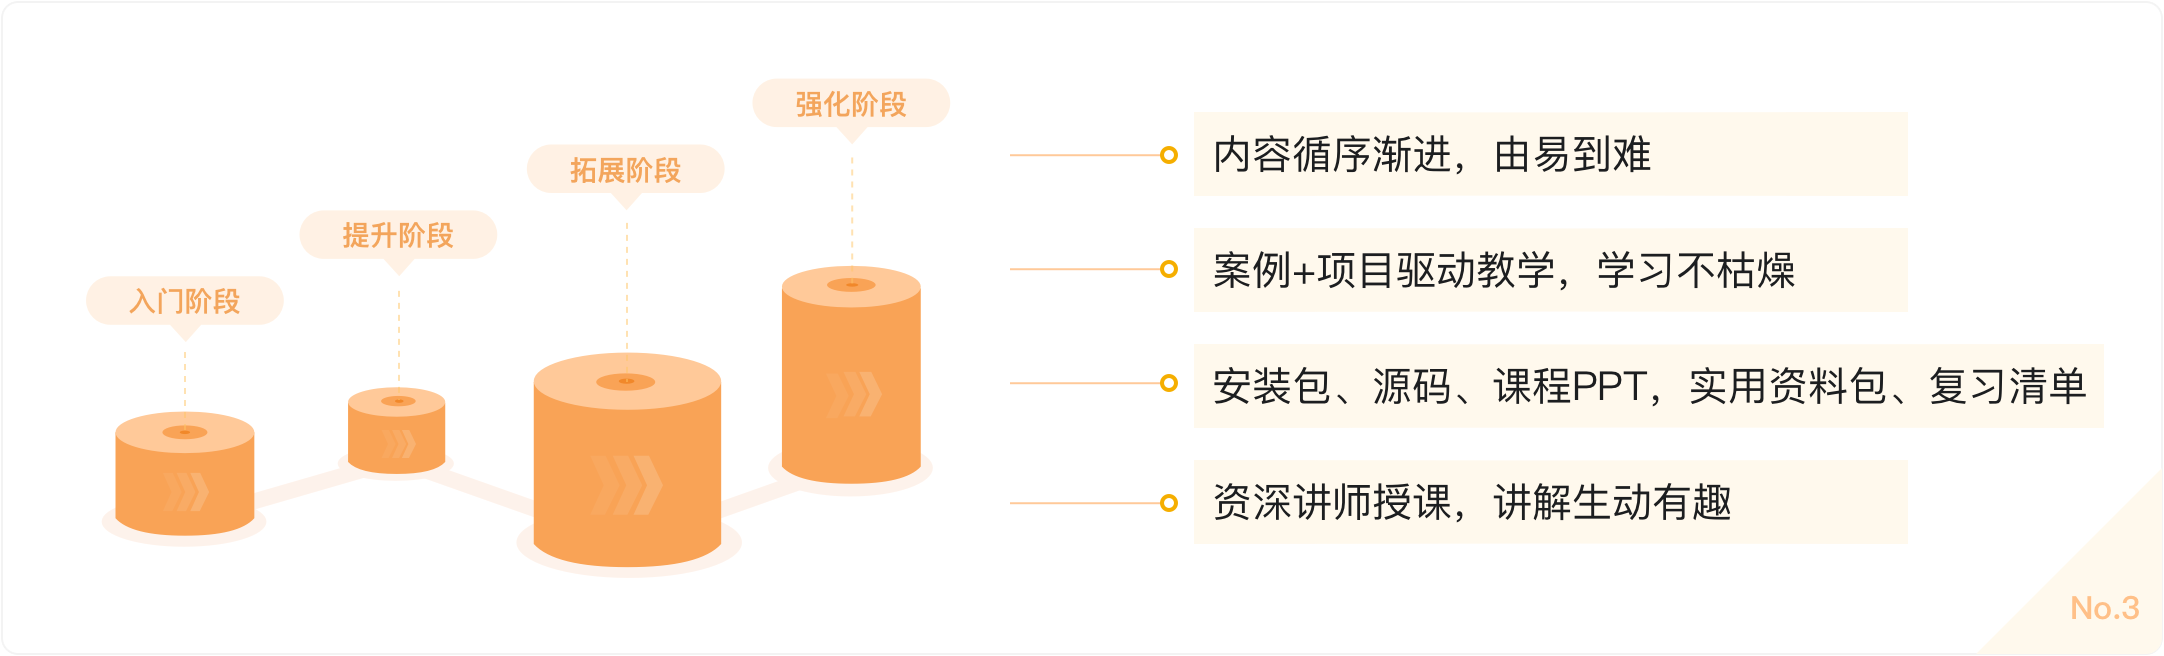 入门阶段
提升阶段
拓展阶段
强化阶段
内容循序渐进，由易到难
案例+项目驱动教学，学习不枯燥
安装包、源码、课程PPT，实用资料包、复习清单
资深讲师授课，讲解生动有趣
No.3